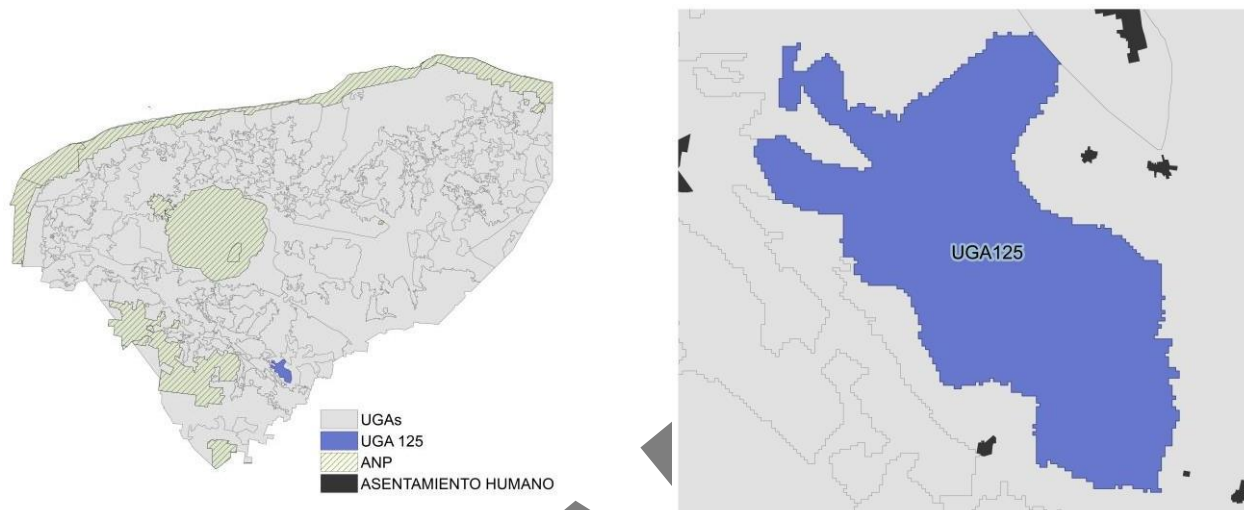 UGAs
UGA 125
ANP
ASENTAMIENTO HUMANO
UGA125